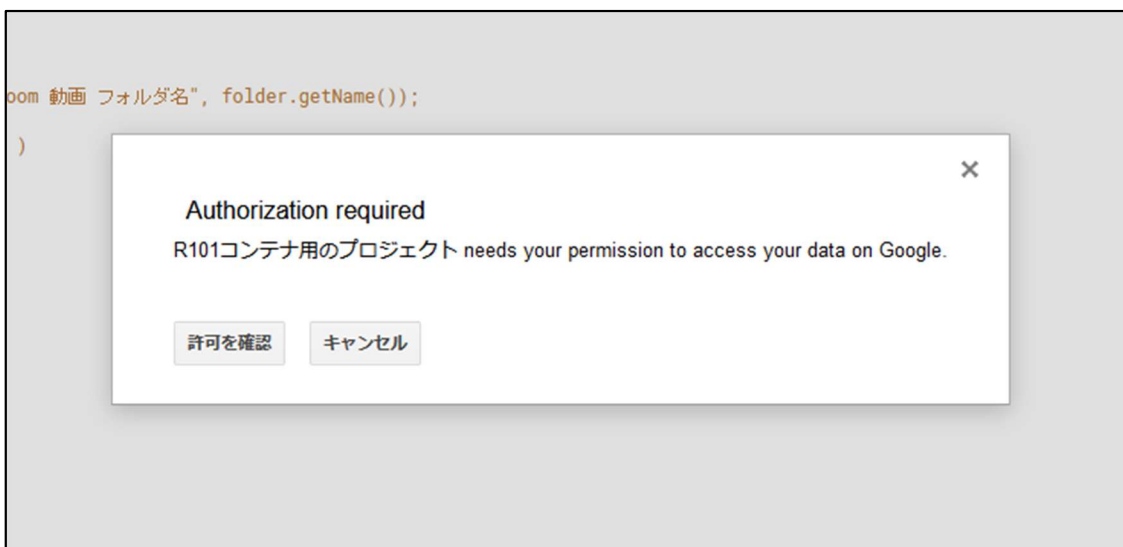 oom 動画 フォルダ名", folder.getName());
)
×
Authorization required
R101コンテナ用のプロジェクト needs your permission to access your data on Google.
許可を確認 キャンセル